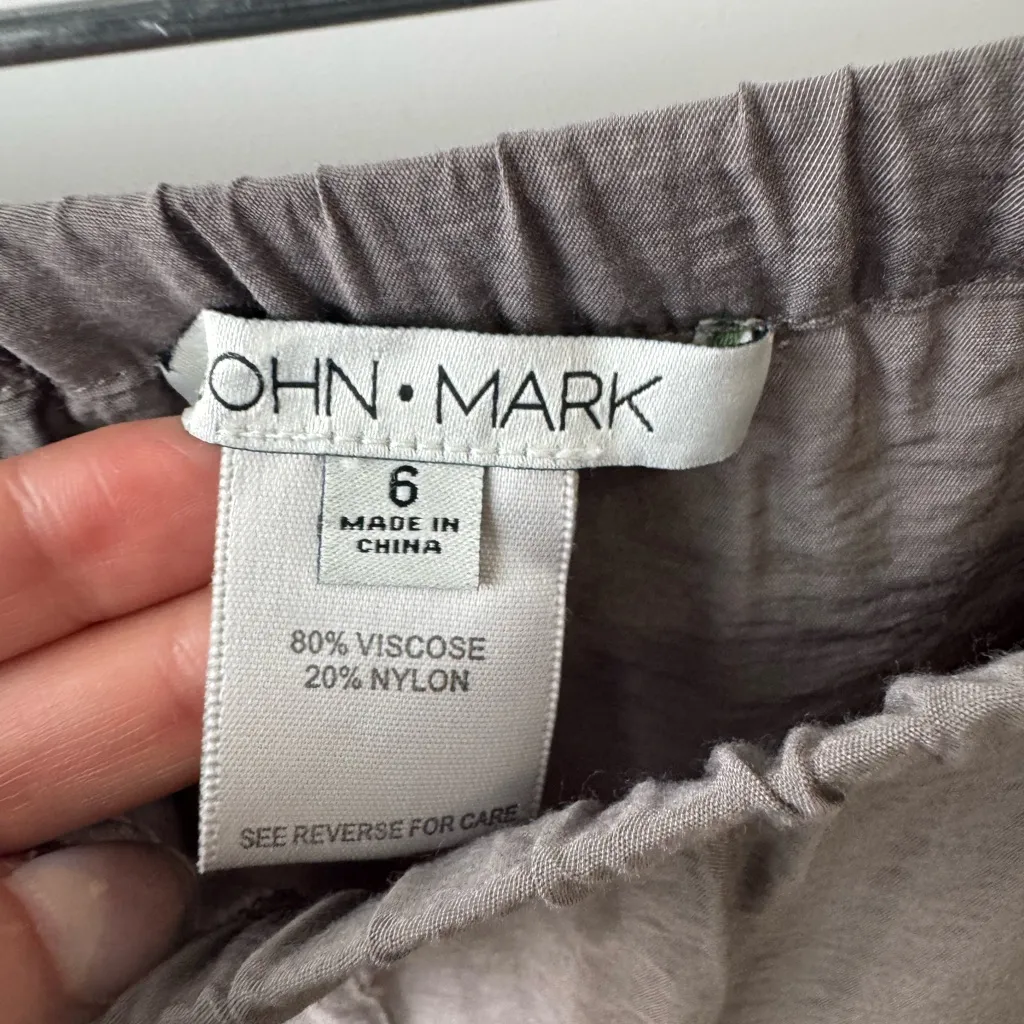 OHN • MARK
6
MADE IN
CHINA
80% VISCOSE
20% NYLON
SEE REVERSE FOR CARE